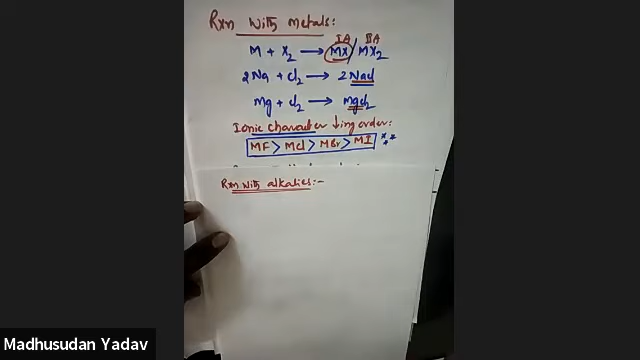 Rxn with metals:
IA IIA
M + X₂ → MX/MX₂
2Na + Cl₂ → 2NaCl
Mg + Cl₂ → MgCl₂
Ionic character ↓ing order:
MF > MCl > MBr > MI
Rxn with alkalies:-
Madhusudan Yadav